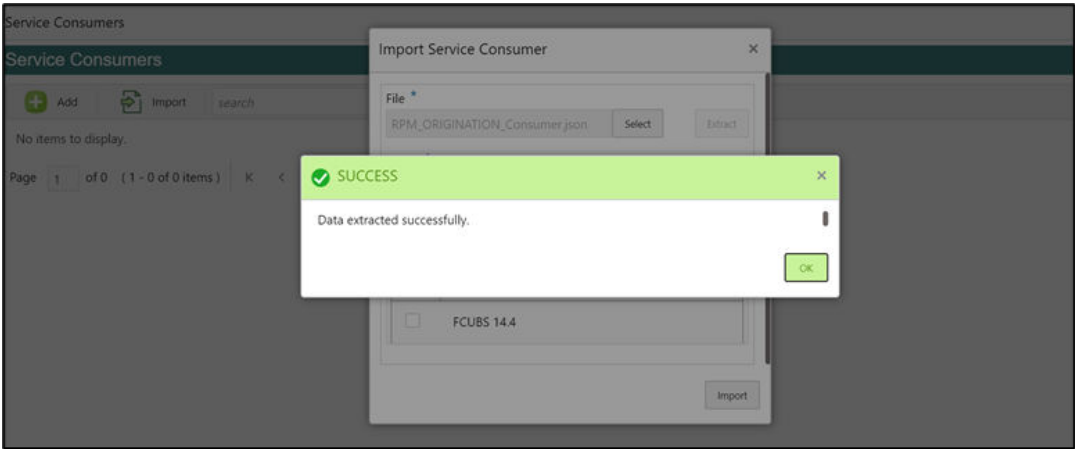 Service Consumers
Service Consumers
Add Import search
No items to display.
Page 1 of 0 ( 1 - 0 of 0 items )
Import Service Consumer
File *
RPM_ORIGINATION_Consumer.json Select Extract
SUCCESS
Data extracted successfully.
OK
FCUBS 14.4
Import